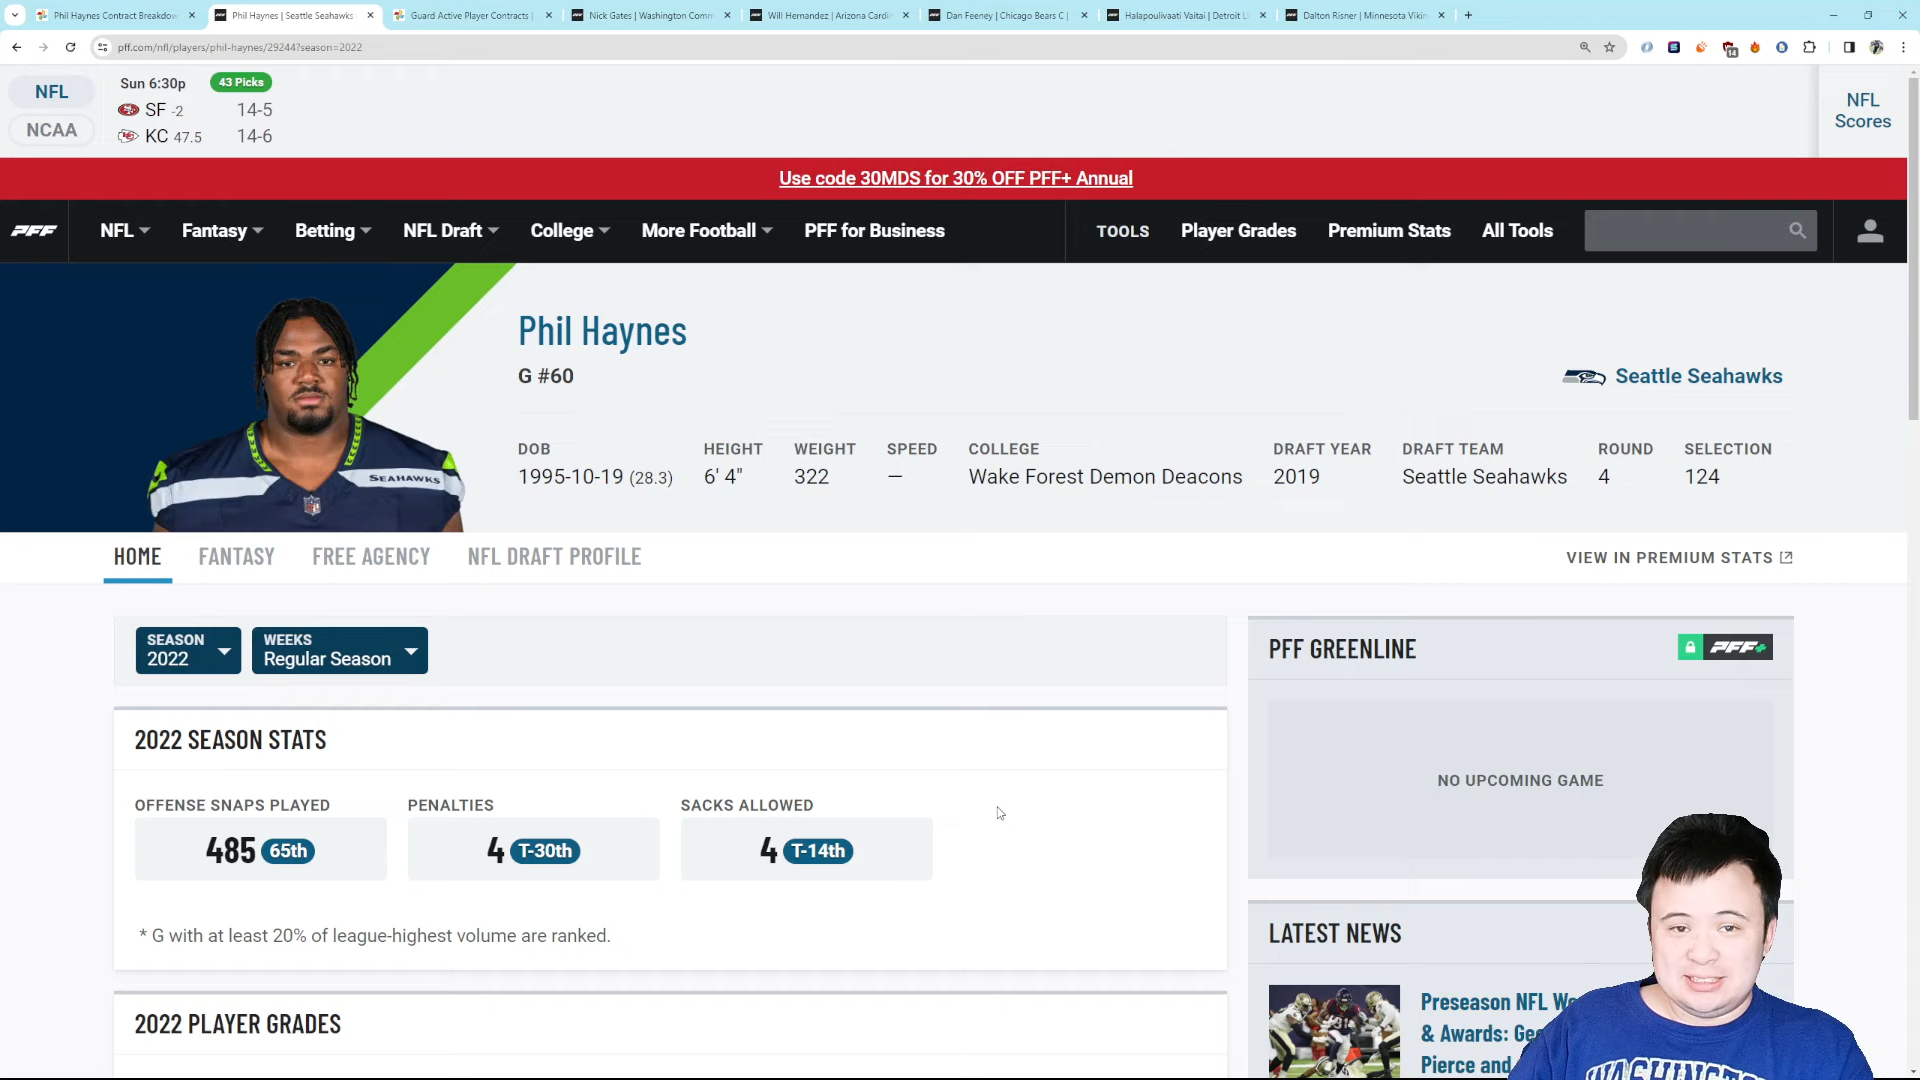 Phil Haynes Contract Breakdow
Phil Haynes | Seattle Seahawks
Guard Active Player Contracts |
Nick Gates | Washington Comm
Will Hernandez | Arizona Cardin
Dan Feeney | Chicago Bears C |
Halapoulivaati Vaitai | Detroit Li
Dalton Risner | Minnesota Vikin
pff.com/nfl/players/phil-haynes/29244?season=2022
14
NFL
NCAA
Sun 6:30p
43 Picks
SF -2 14-5
KC 47.5 14-6
NFL
Scores
Use code 30MDS for 30% OFF PFF+ Annual
PFF
NFL
Fantasy
Betting
NFL Draft
College
More Football
PFF for Business
TOOLS
Player Grades
Premium Stats
All Tools
Phil Haynes
G #60
Seattle Seahawks
SEAHAWKS
DOB HEIGHT WEIGHT SPEED COLLEGE DRAFT YEAR DRAFT TEAM ROUND SELECTION
1995-10-19 (28.3) 6' 4" 322 — Wake Forest Demon Deacons 2019 Seattle Seahawks 4 124
HOME
FANTASY
FREE AGENCY
NFL DRAFT PROFILE
VIEW IN PREMIUM STATS
SEASON
2022
WEEKS
Regular Season
2022 SEASON STATS
OFFENSE SNAPS PLAYED PENALTIES SACKS ALLOWED
485 65th 4 T-30th 4 T-14th
* G with at least 20% of league-highest volume are ranked.
2022 PLAYER GRADES
PFF GREENLINE
PFF+
NO UPCOMING GAME
LATEST NEWS
Preseason NFL We
& Awards: Geo
Pierce and
WASHINGTON